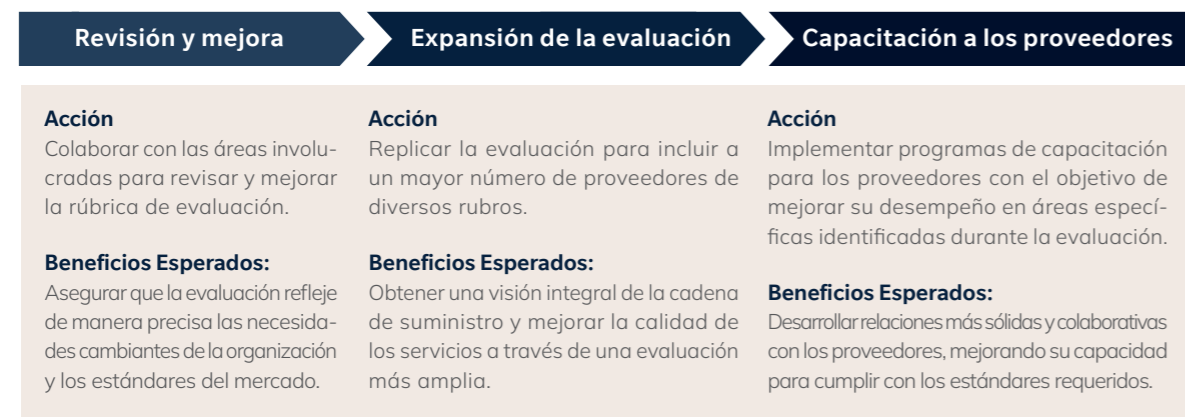 Revisión y mejora
Expansión de la evaluación
Capacitación a los proveedores
Acción
Colaborar con las áreas involu-
cradas para revisar y mejorar
la rúbrica de evaluación.
Beneficios Esperados:
Asegurar que la evaluación refleje
de manera precisa las necesida-
des cambiantes de la organización
y los estándares del mercado.
Acción
Replicar la evaluación para incluir a
un mayor número de proveedores de
diversos rubros.
Beneficios Esperados:
Obtener una visión integral de la cadena
de suministro y mejorar la calidad de
los servicios a través de una evaluación
más amplia.
Acción
Implementar programas de capacitación
para los proveedores con el objetivo de
mejorar su desempeño en áreas especí-
ficas identificadas durante la evaluación.
Beneficios Esperados:
Desarrollar relaciones más sólidas y colaborativas
con los proveedores, mejorando su capacidad
para cumplir con los estándares requeridos.